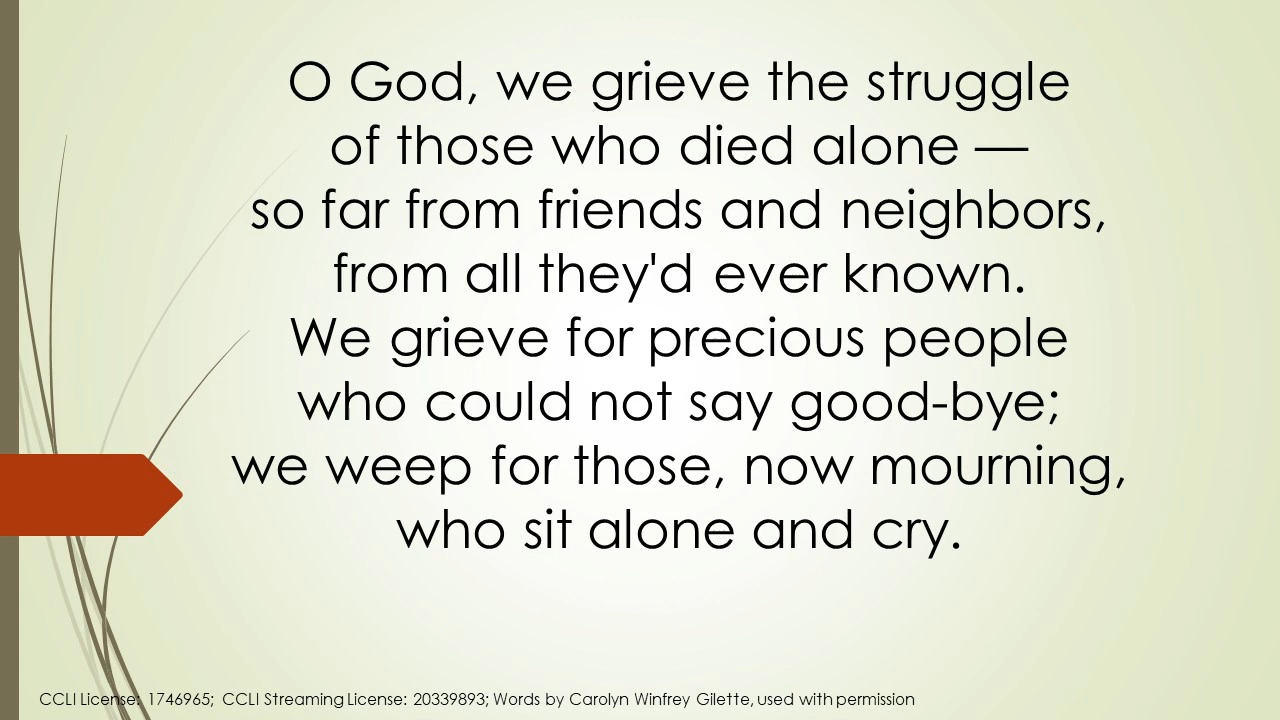 O God, we grieve the struggle
of those who died alone —
so far from friends and neighbors,
from all they'd ever known.
We grieve for precious people
who could not say good-bye;
we weep for those, now mourning,
who sit alone and cry.
CCLI License: 1746965; CCLI Streaming License: 20339893; Words by Carolyn Winfrey Gilette, used with permission